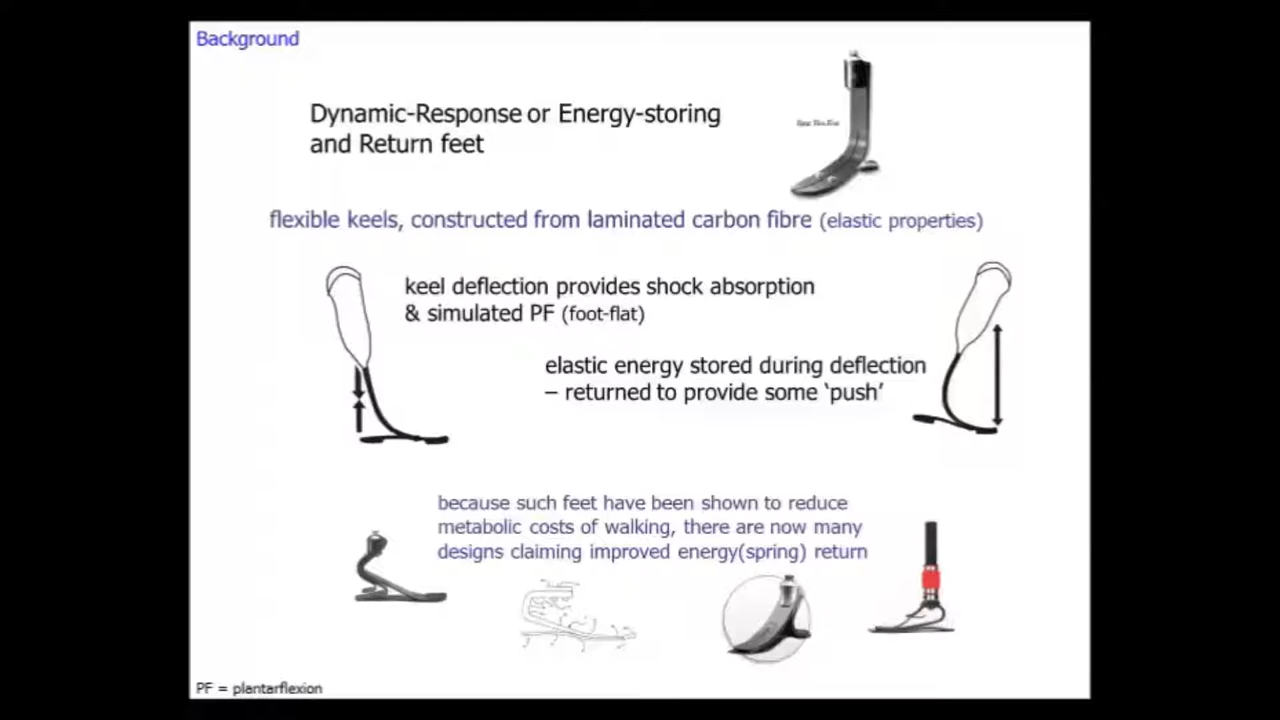 Background
Dynamic-Response or Energy-storing
and Return feet
flexible keels, constructed from laminated carbon fibre (elastic properties)
keel deflection provides shock absorption
& simulated PF (foot-flat)
elastic energy stored during deflection
– returned to provide some ‘push’
because such feet have been shown to reduce
metabolic costs of walking, there are now many
designs claiming improved energy(spring) return
PF = plantarflexion